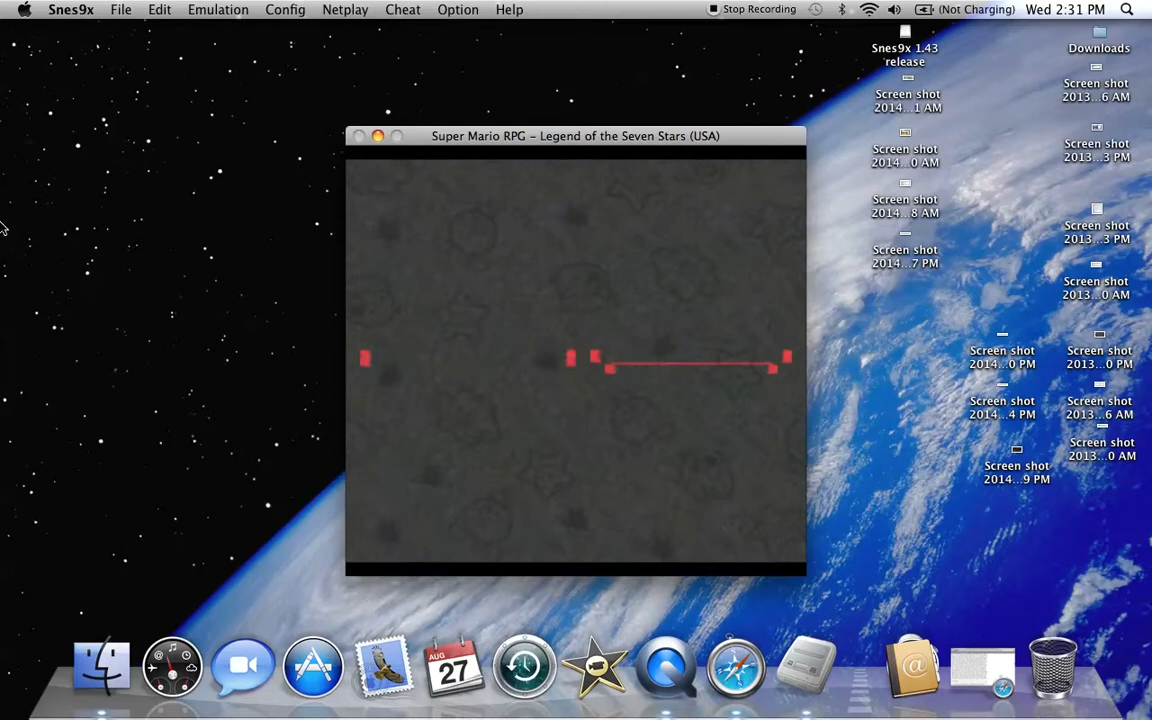 Snes9x File Edit Emulation Config Netplay Cheat Option Help Stop Recording (Not Charging) Wed 2:31 PM
Super Mario RPG – Legend of the Seven Stars (USA)
Snes9x 1.43
release
Downloads
Screen shot
2014...1 AM
Screen shot
2013...6 AM
Screen shot
2014...0 AM
Screen shot
2013...3 PM
Screen shot
2014...8 AM
Screen shot
2013...3 PM
Screen shot
2014...7 PM
Screen shot
2013...0 AM
Screen shot
2014...0 PM
Screen shot
2013...0 PM
Screen shot
2014...4 PM
Screen shot
2013...6 AM
Screen shot
2013...0 AM
Screen shot
2014...9 PM
AUG
27